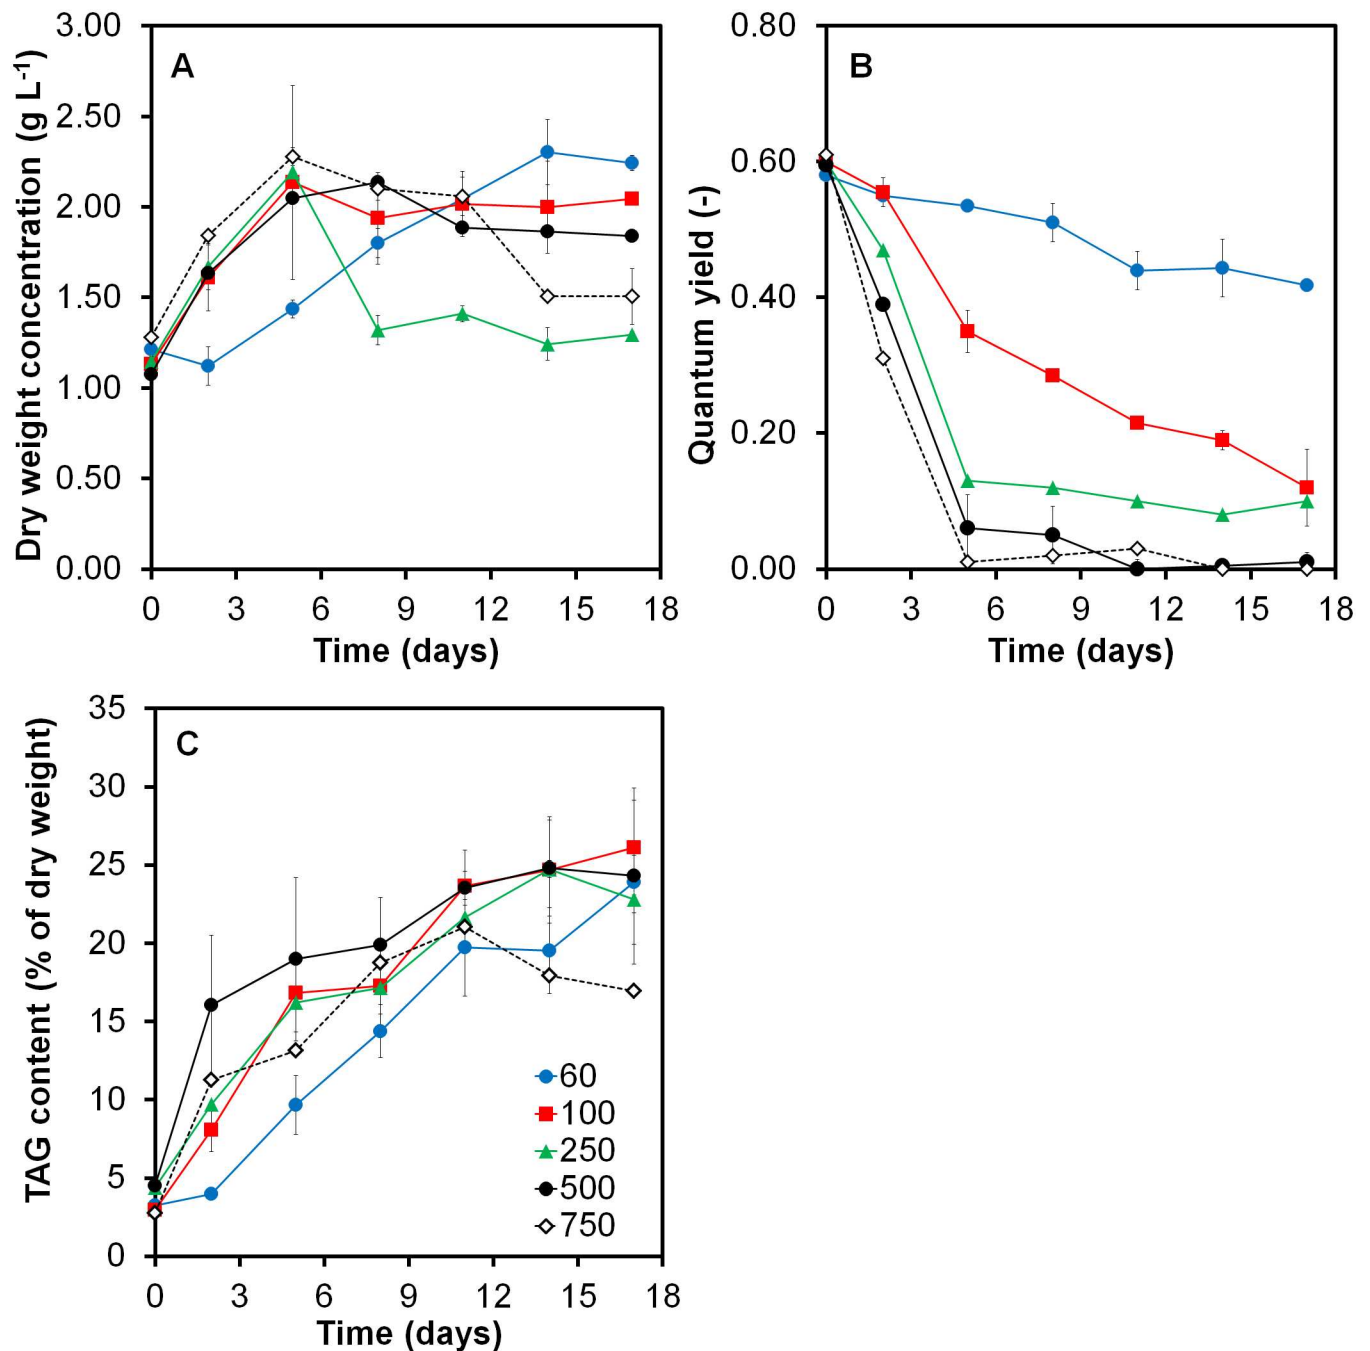 A
Dry weight concentration (g L-1)
3.00
2.50
2.00
1.50
1.00
0.50
0.00
0 3 6 9 12 15 18
Time (days)
B
Quantum yield (-)
0.80
0.60
0.40
0.20
0.00
0 3 6 9 12 15 18
Time (days)
C
TAG content (% of dry weight)
35
30
25
20
15
10
5
0
60
100
250
500
750
0 3 6 9 12 15 18
Time (days)